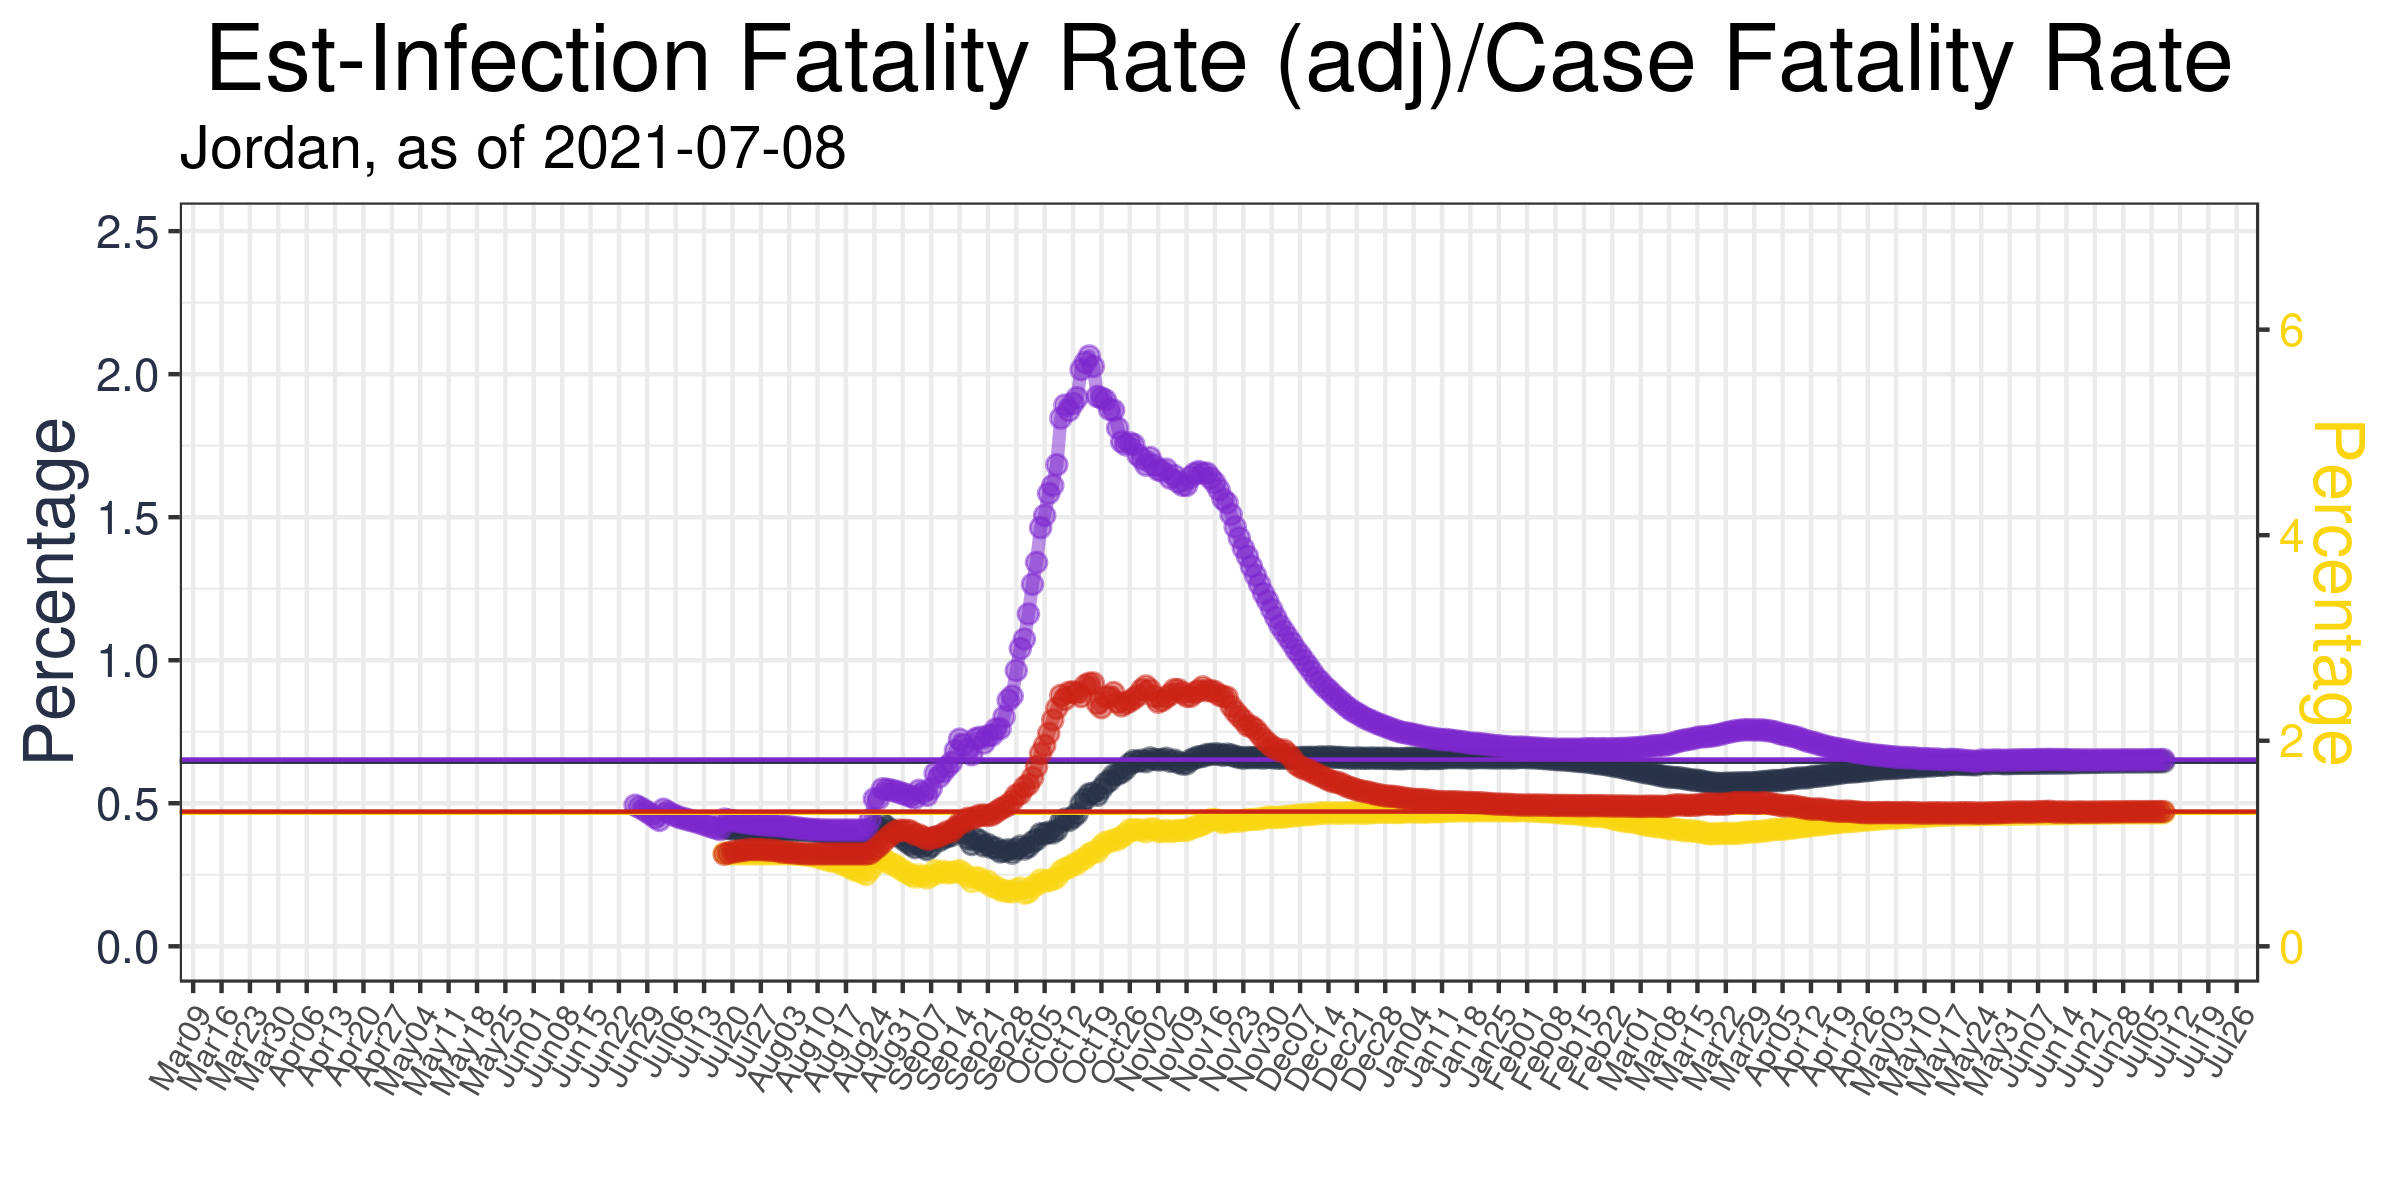 Est-Infection Fatality Rate (adj)/Case Fatality Rate
Jordan, as of 2021-07-08
Percentage
2.5
2.0
1.5
1.0
0.5
0.0
6
4
2
0
Percentage
Mar09
Mar16
Mar23
Mar30
Apr06
Apr13
Apr20
Apr27
May04
May11
May18
May25
Jun01
Jun08
Jun15
Jun22
Jun29
Jul06
Jul13
Jul20
Jul27
Aug03
Aug10
Aug17
Aug24
Aug31
Sep07
Sep14
Sep21
Sep28
Oct05
Oct12
Oct19
Oct26
Nov02
Nov09
Nov16
Nov23
Nov30
Dec07
Dec14
Dec21
Dec28
Jan04
Jan11
Jan18
Jan25
Feb01
Feb08
Feb15
Feb22
Mar01
Mar08
Mar15
Mar22
Mar29
Apr05
Apr12
Apr19
Apr26
May03
May10
May17
May24
May31
Jun07
Jun14
Jun21
Jun28
Jul05
Jul12
Jul19
Jul26